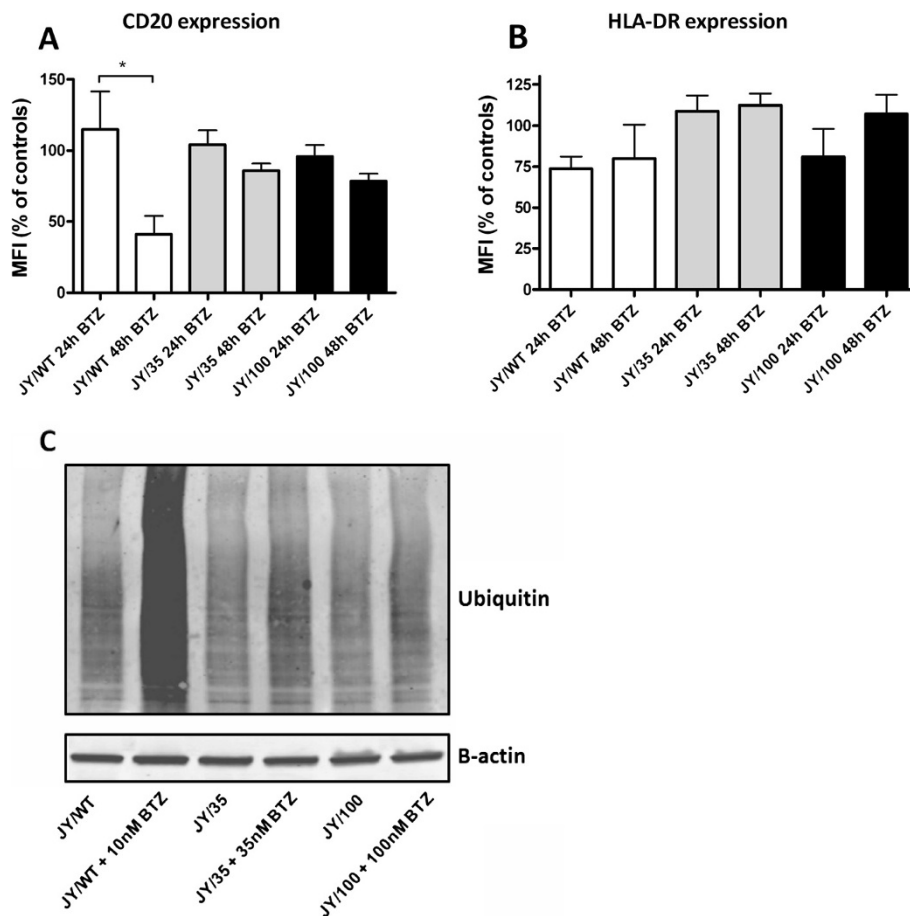 CD20 expression
A
*
MFI (% of controls)
150
100
50
0
JY/WT 24h BTZ
JY/WT 48h BTZ
JY/35 24h BTZ
JY/35 48h BTZ
JY/100 24h BTZ
JY/100 48h BTZ
HLA-DR expression
B
MFI (% of controls)
125
100
75
50
25
0
JY/WT 24h BTZ
JY/WT 48h BTZ
JY/35 24h BTZ
JY/35 48h BTZ
JY/100 24h BTZ
JY/100 48h BTZ
C
Ubiquitin
B-actin
JY/WT
JY/WT + 10nM BTZ
JY/35
JY/35 + 35nM BTZ
JY/100
JY/100 + 100nM BTZ